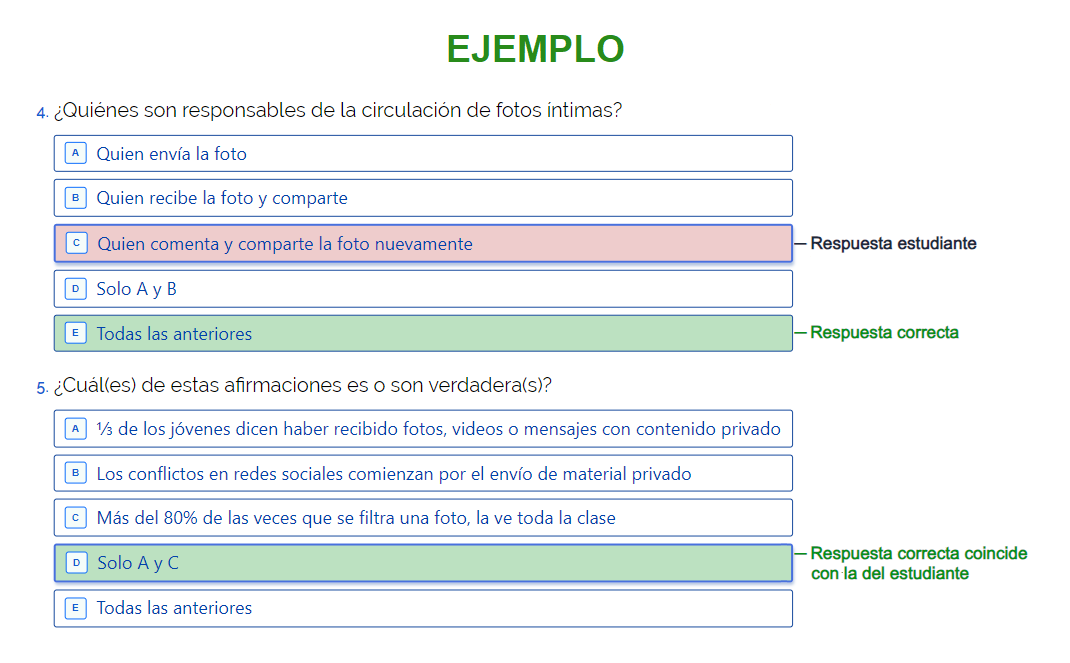 EJEMPLO
4. ¿Quiénes son responsables de la circulación de fotos íntimas?
A Quien envía la foto
B Quien recibe la foto y comparte
C Quien comenta y comparte la foto nuevamente
Respuesta estudiante
D Solo A y B
E Todas las anteriores
Respuesta correcta
5. ¿Cuál(es) de estas afirmaciones es o son verdadera(s)?
A ⅓ de los jóvenes dicen haber recibido fotos, videos o mensajes con contenido privado
B Los conflictos en redes sociales comienzan por el envío de material privado
C Más del 80% de las veces que se filtra una foto, la ve toda la clase
D Solo A y C
Respuesta correcta coincide
con la del estudiante
E Todas las anteriores